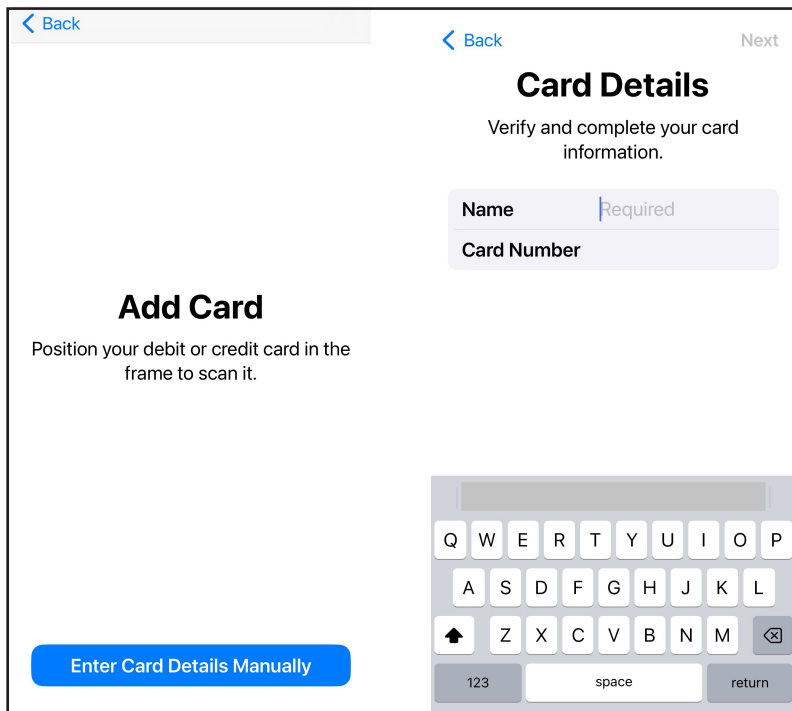 Back
Add Card
Position your debit or credit card in the
frame to scan it.
Enter Card Details Manually
Back
Next
Card Details
Verify and complete your card
information.
Name Required
Card Number
Q W E R T Y U I O P
A S D F G H J K L
Z X C V B N M
123 space return